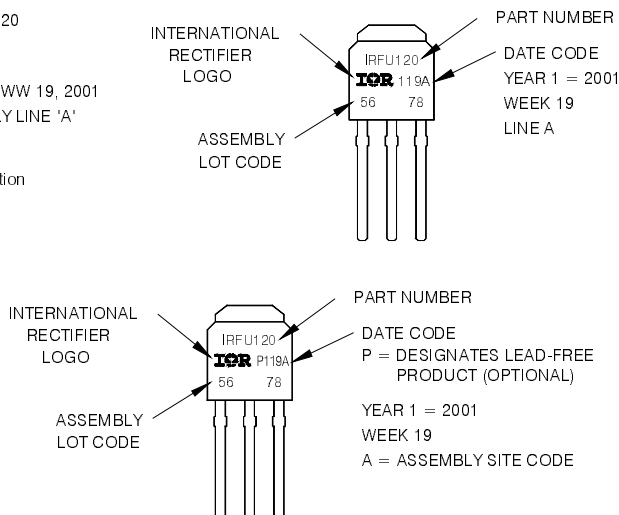 20
WW 19, 2001
Y LINE 'A'
tion
INTERNATIONAL
RECTIFIER
LOGO
ASSEMBLY
LOT CODE
IRFU120
IOR 119A
56 78
PART NUMBER
DATE CODE
YEAR 1 = 2001
WEEK 19
LINE A
INTERNATIONAL
RECTIFIER
LOGO
ASSEMBLY
LOT CODE
IRFU120
IOR P119A
56 78
PART NUMBER
DATE CODE
P = DESIGNATES LEAD-FREE
PRODUCT (OPTIONAL)
YEAR 1 = 2001
WEEK 19
A = ASSEMBLY SITE CODE